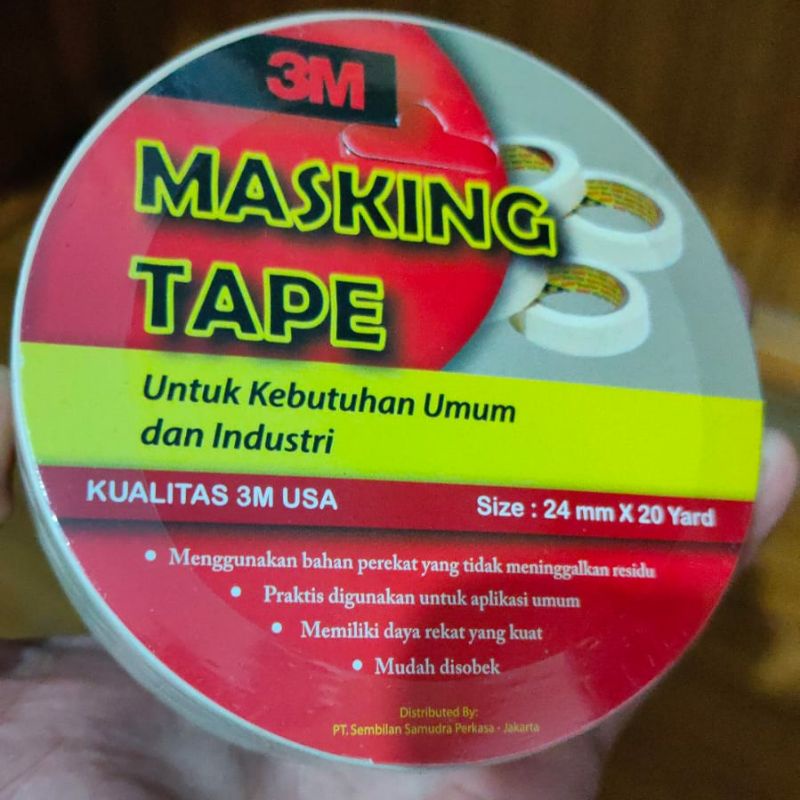 3M
MASKING
TAPE
Untuk Kebutuhan Umum
dan Industri
KUALITAS 3M USA
Size : 24 mm X 20 Yard
• Menggunakan bahan perekat yang tidak meninggalkan residu
• Praktis digunakan untuk aplikasi umum
• Memiliki daya rekat yang kuat
• Mudah disobek
Distributed By:
PT. Sembilan Samudra Perkasa - Jakarta